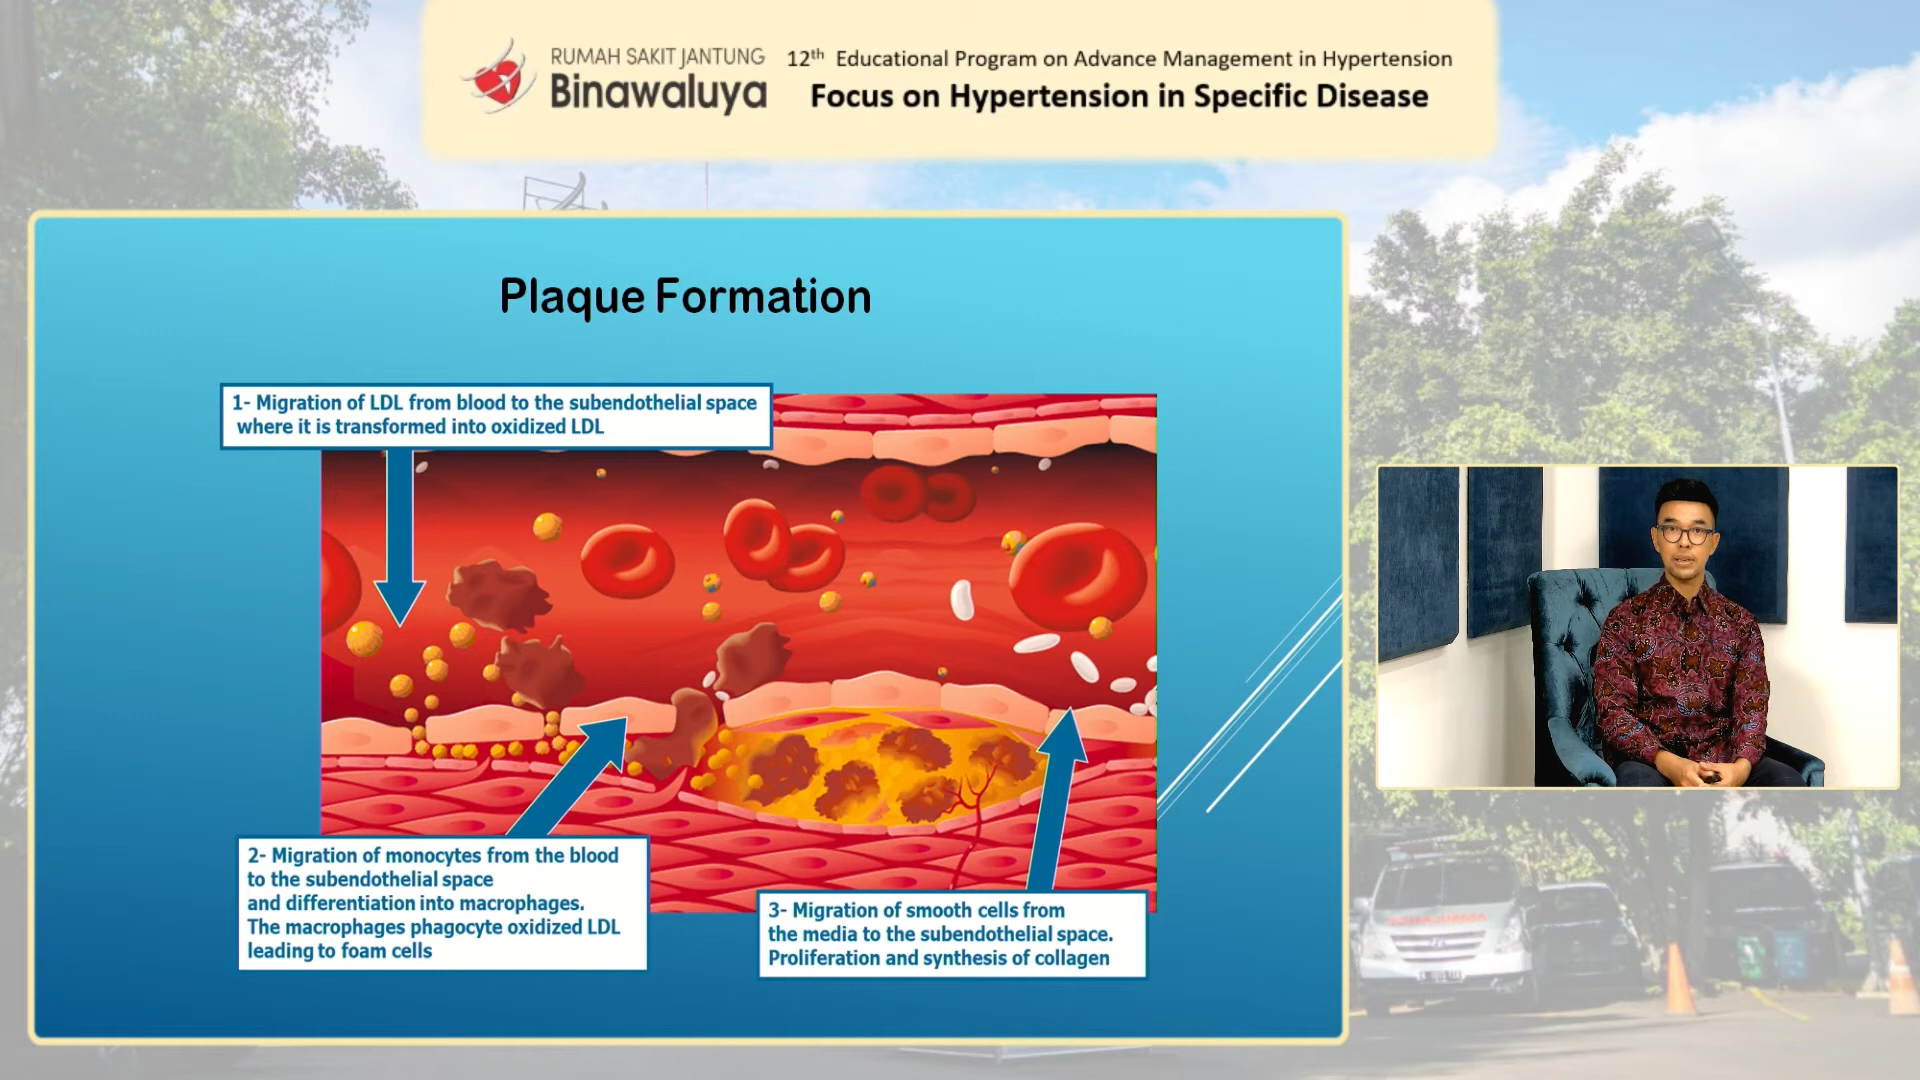 RUMAH SAKIT JANTUNG
Binawaluya
12th Educational Program on Advance Management in Hypertension
Focus on Hypertension in Specific Disease
Plaque Formation
1- Migration of LDL from blood to the subendothelial space
where it is transformed into oxidized LDL
2- Migration of monocytes from the blood
to the subendothelial space
and differentiation into macrophages.
The macrophages phagocyte oxidized LDL
leading to foam cells
3- Migration of smooth cells from
the media to the subendothelial space.
Proliferation and synthesis of collagen